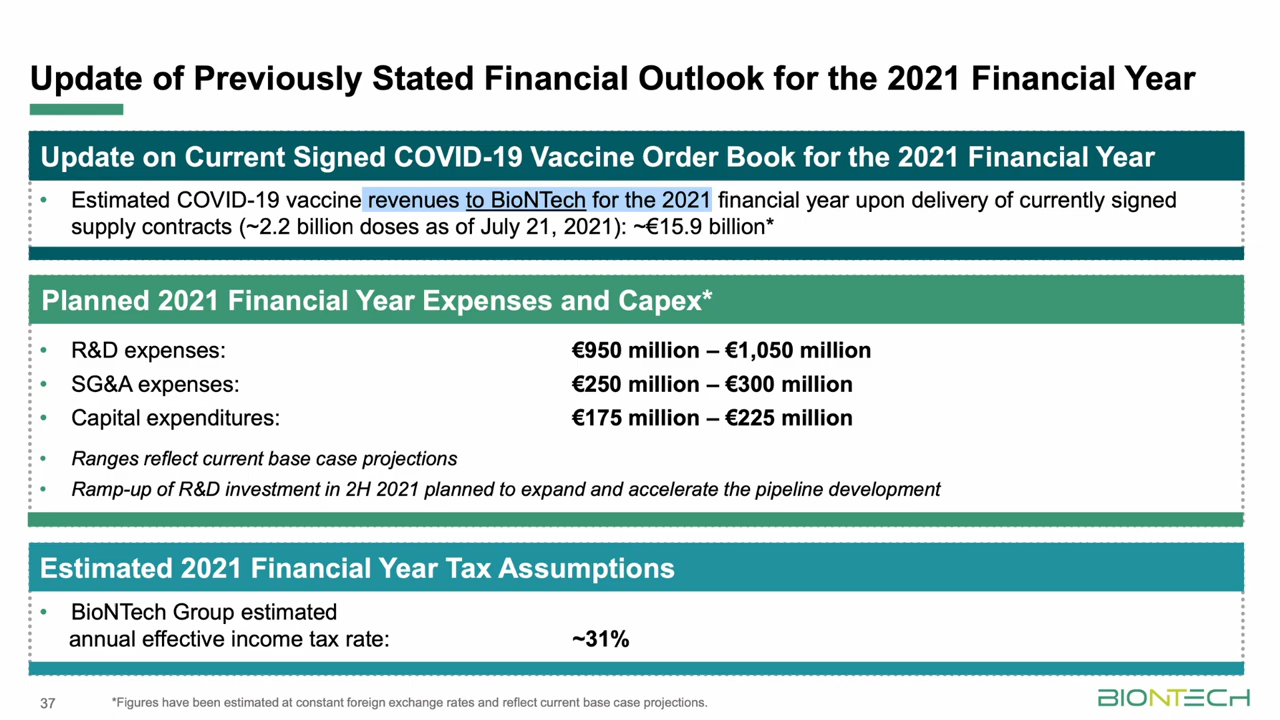 Update of Previously Stated Financial Outlook for the 2021 Financial Year
Update on Current Signed COVID-19 Vaccine Order Book for the 2021 Financial Year
• Estimated COVID-19 vaccine revenues to BioNTech for the 2021 financial year upon delivery of currently signed
supply contracts (~2.2 billion doses as of July 21, 2021): ~€15.9 billion*
Planned 2021 Financial Year Expenses and Capex*
• R&D expenses: €950 million – €1,050 million
• SG&A expenses: €250 million – €300 million
• Capital expenditures: €175 million – €225 million
• Ranges reflect current base case projections
• Ramp-up of R&D investment in 2H 2021 planned to expand and accelerate the pipeline development
Estimated 2021 Financial Year Tax Assumptions
• BioNTech Group estimated
annual effective income tax rate: ~31%
37 *Figures have been estimated at constant foreign exchange rates and reflect current base case projections.
BIONTECH